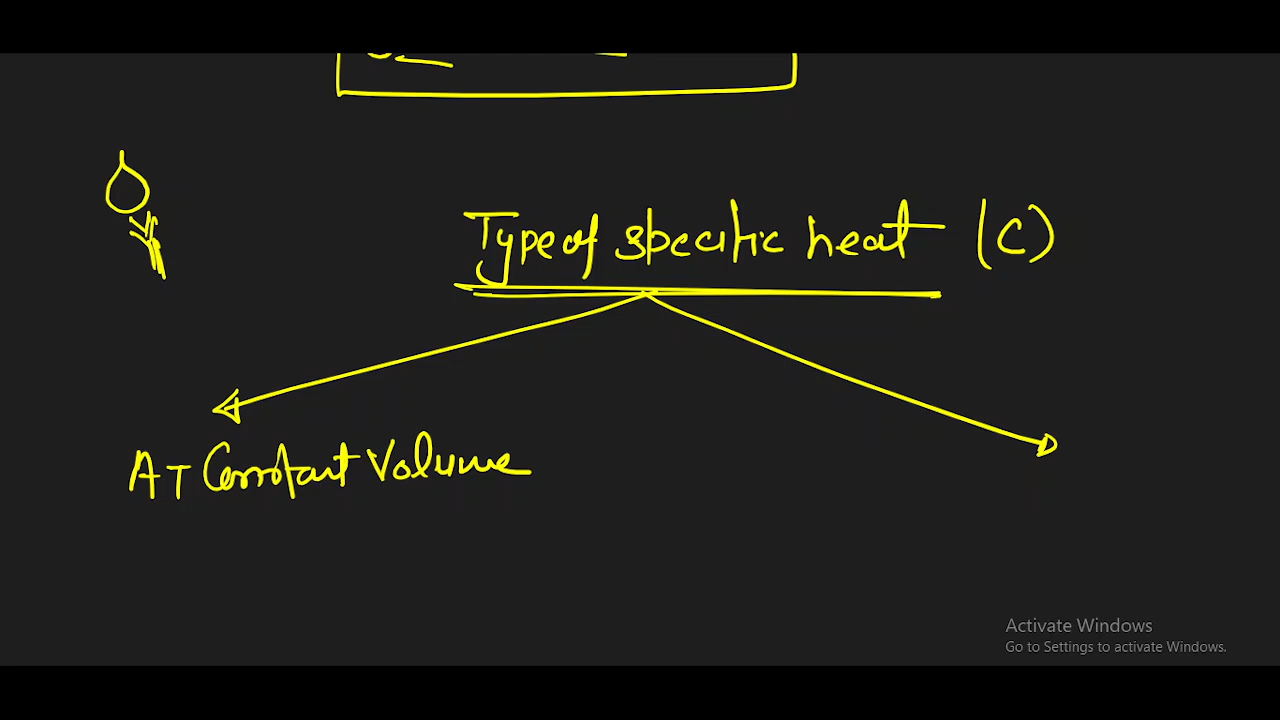 Type of specific heat (C)
AT Constant Volume
Activate Windows
Go to Settings to activate Windows.